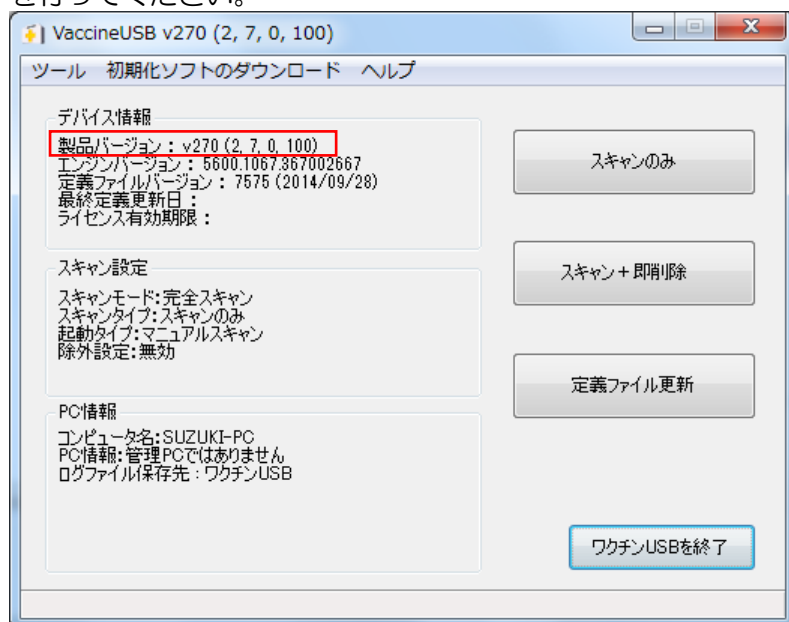 を行ってください。
VaccineUSB v270 (2, 7, 0, 100)
ツール 初期化ソフトのダウンロード ヘルプ
デバイス情報
製品バージョン：v270 (2, 7, 0, 100)
エンジンバージョン：5600.1067.367002667
定義ファイルバージョン：7575 (2014/09/28)
最終定義更新日：
ライセンス有効期限：
スキャンのみ
スキャン設定
スキャンモード:完全スキャン
スキャンタイプ:スキャンのみ
起動タイプ:マニュアルスキャン
除外設定:無効
スキャン+即削除
定義ファイル更新
PC情報
コンピュータ名:SUZUKI-PC
PC情報:管理PCではありません
ログファイル保存先：ワクチンUSB
ワクチンUSBを終了